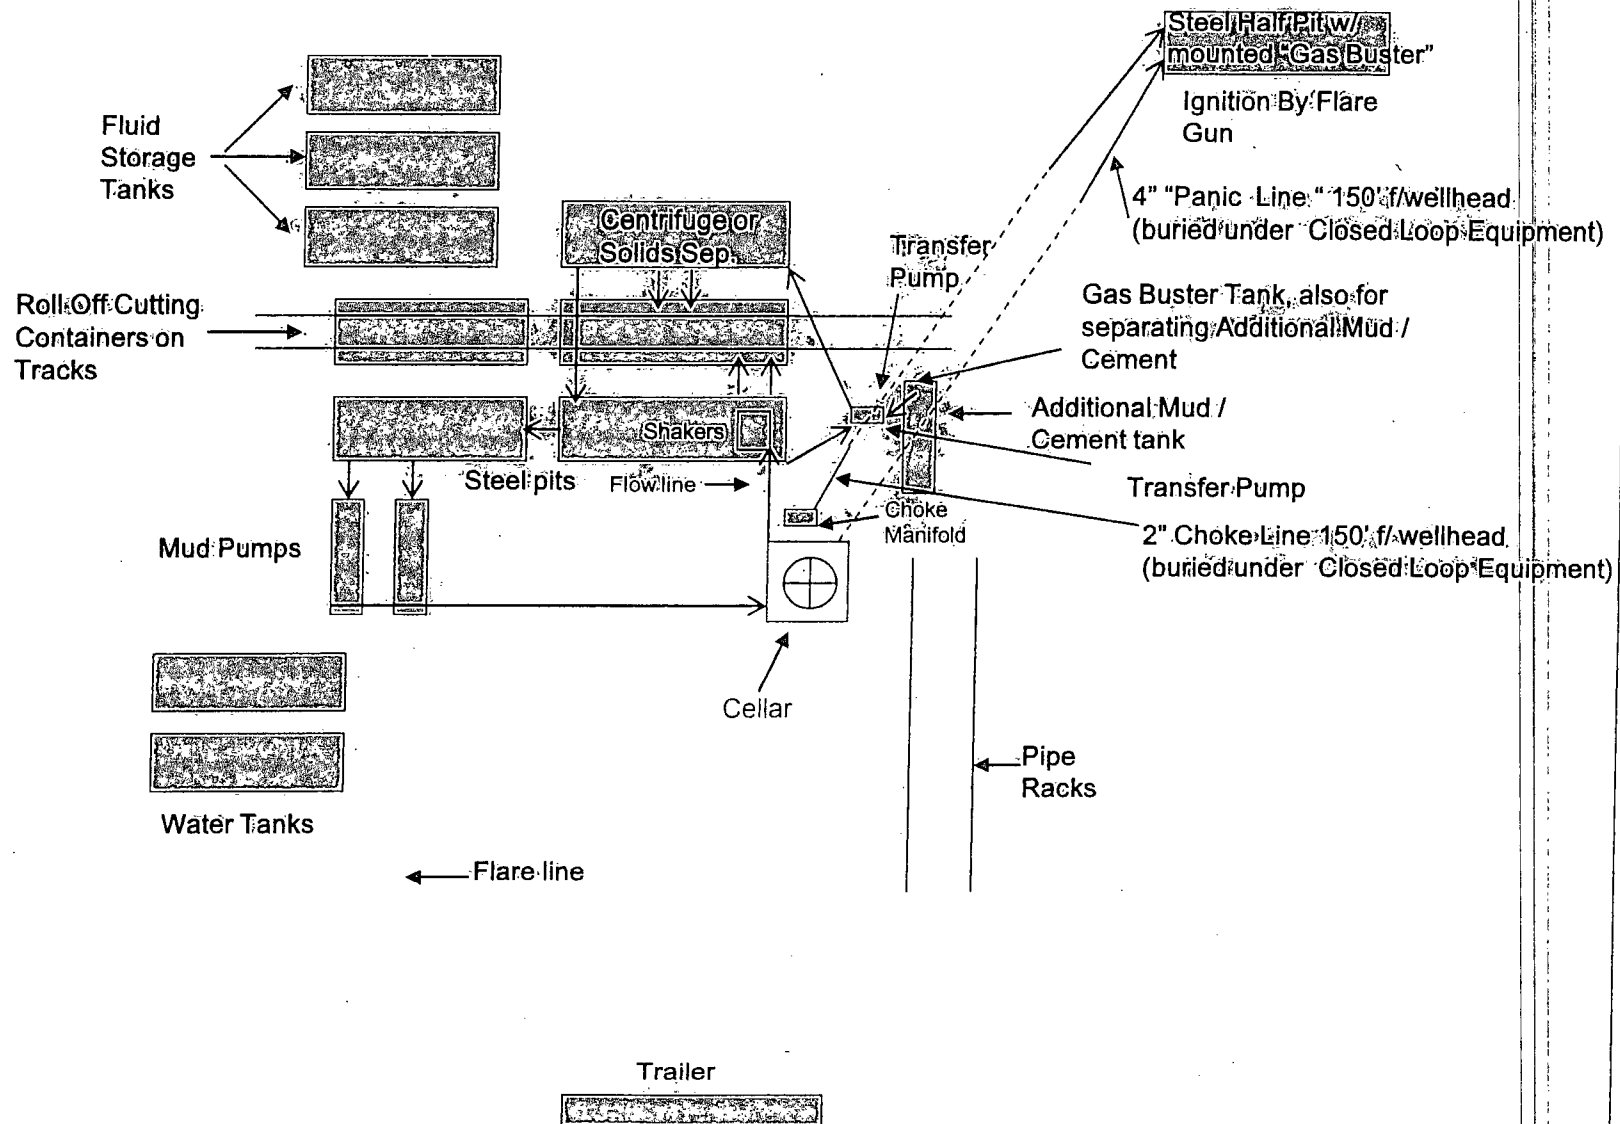 Steel Half Pit w/
mounted "Gas Buster"
Ignition By Flare
Gun
Fluid
Storage
Tanks
4" "Panic Line " 150' f/wellhead
(buried under Closed Loop Equipment)
Centrifuge or
Solids Sep.
Transfer
Pump
Gas Buster Tank, also for
separating Additional Mud /
Cement
Roll Off Cutting
Containers on
Tracks
Additional Mud /
Cement tank
Shakers
Steel pits
Flow line
Transfer Pump
Choke
Manifold
2" Choke Line 150' f/ wellhead
(buried under Closed Loop Equipment)
Mud Pumps
Cellar
Pipe
Racks
Water Tanks
Flare line
Trailer